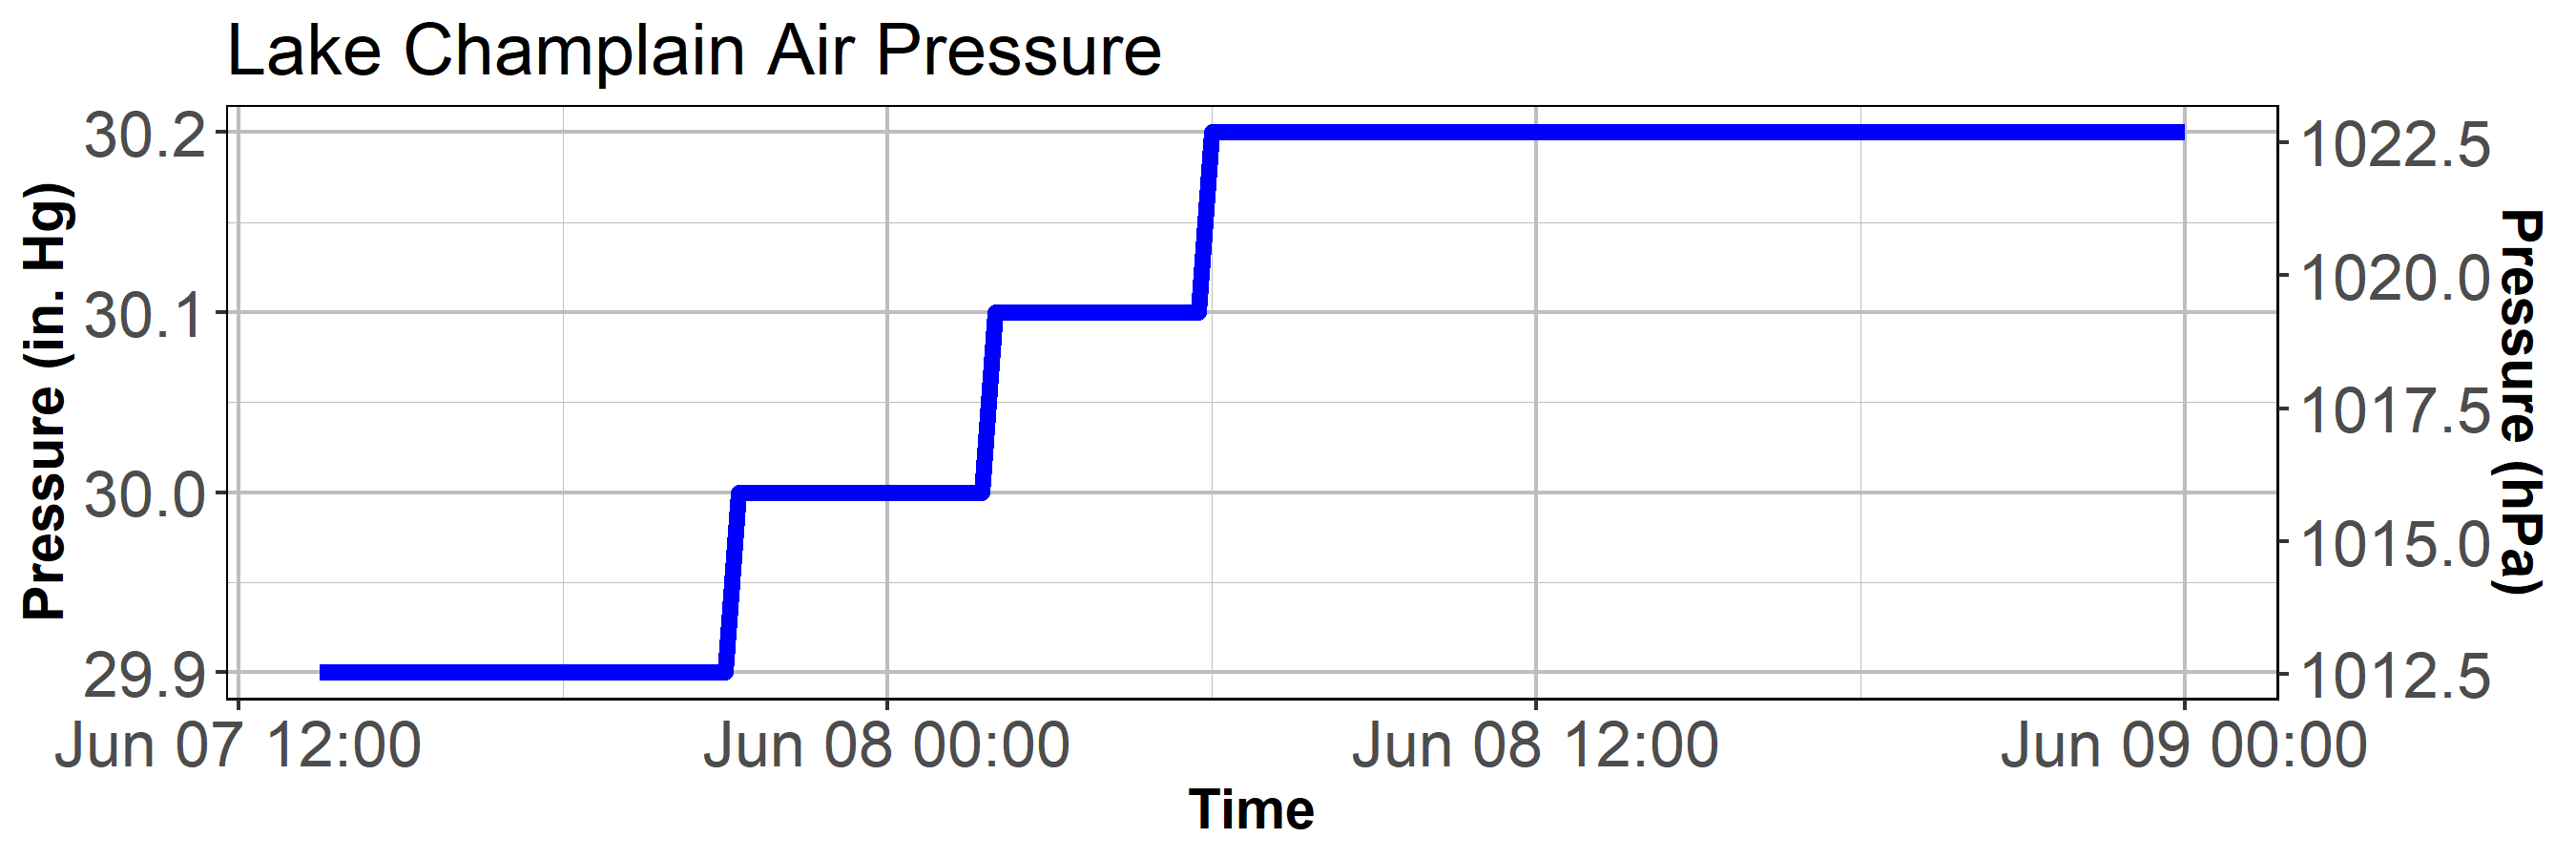 Lake Champlain Air Pressure
30.2
30.1
30.0
29.9
Pressure (in. Hg)
1022.5
1020.0
1017.5
1015.0
1012.5
Pressure (hPa)
Jun 07 12:00
Jun 08 00:00
Jun 08 12:00
Jun 09 00:00
Time